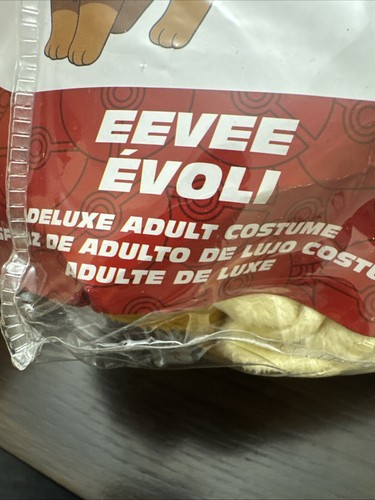 EEVEE
ÉVOLI
DELUXE ADULT COSTUME
DE ADULTO DE LUJO
ADULTE DE LUXE